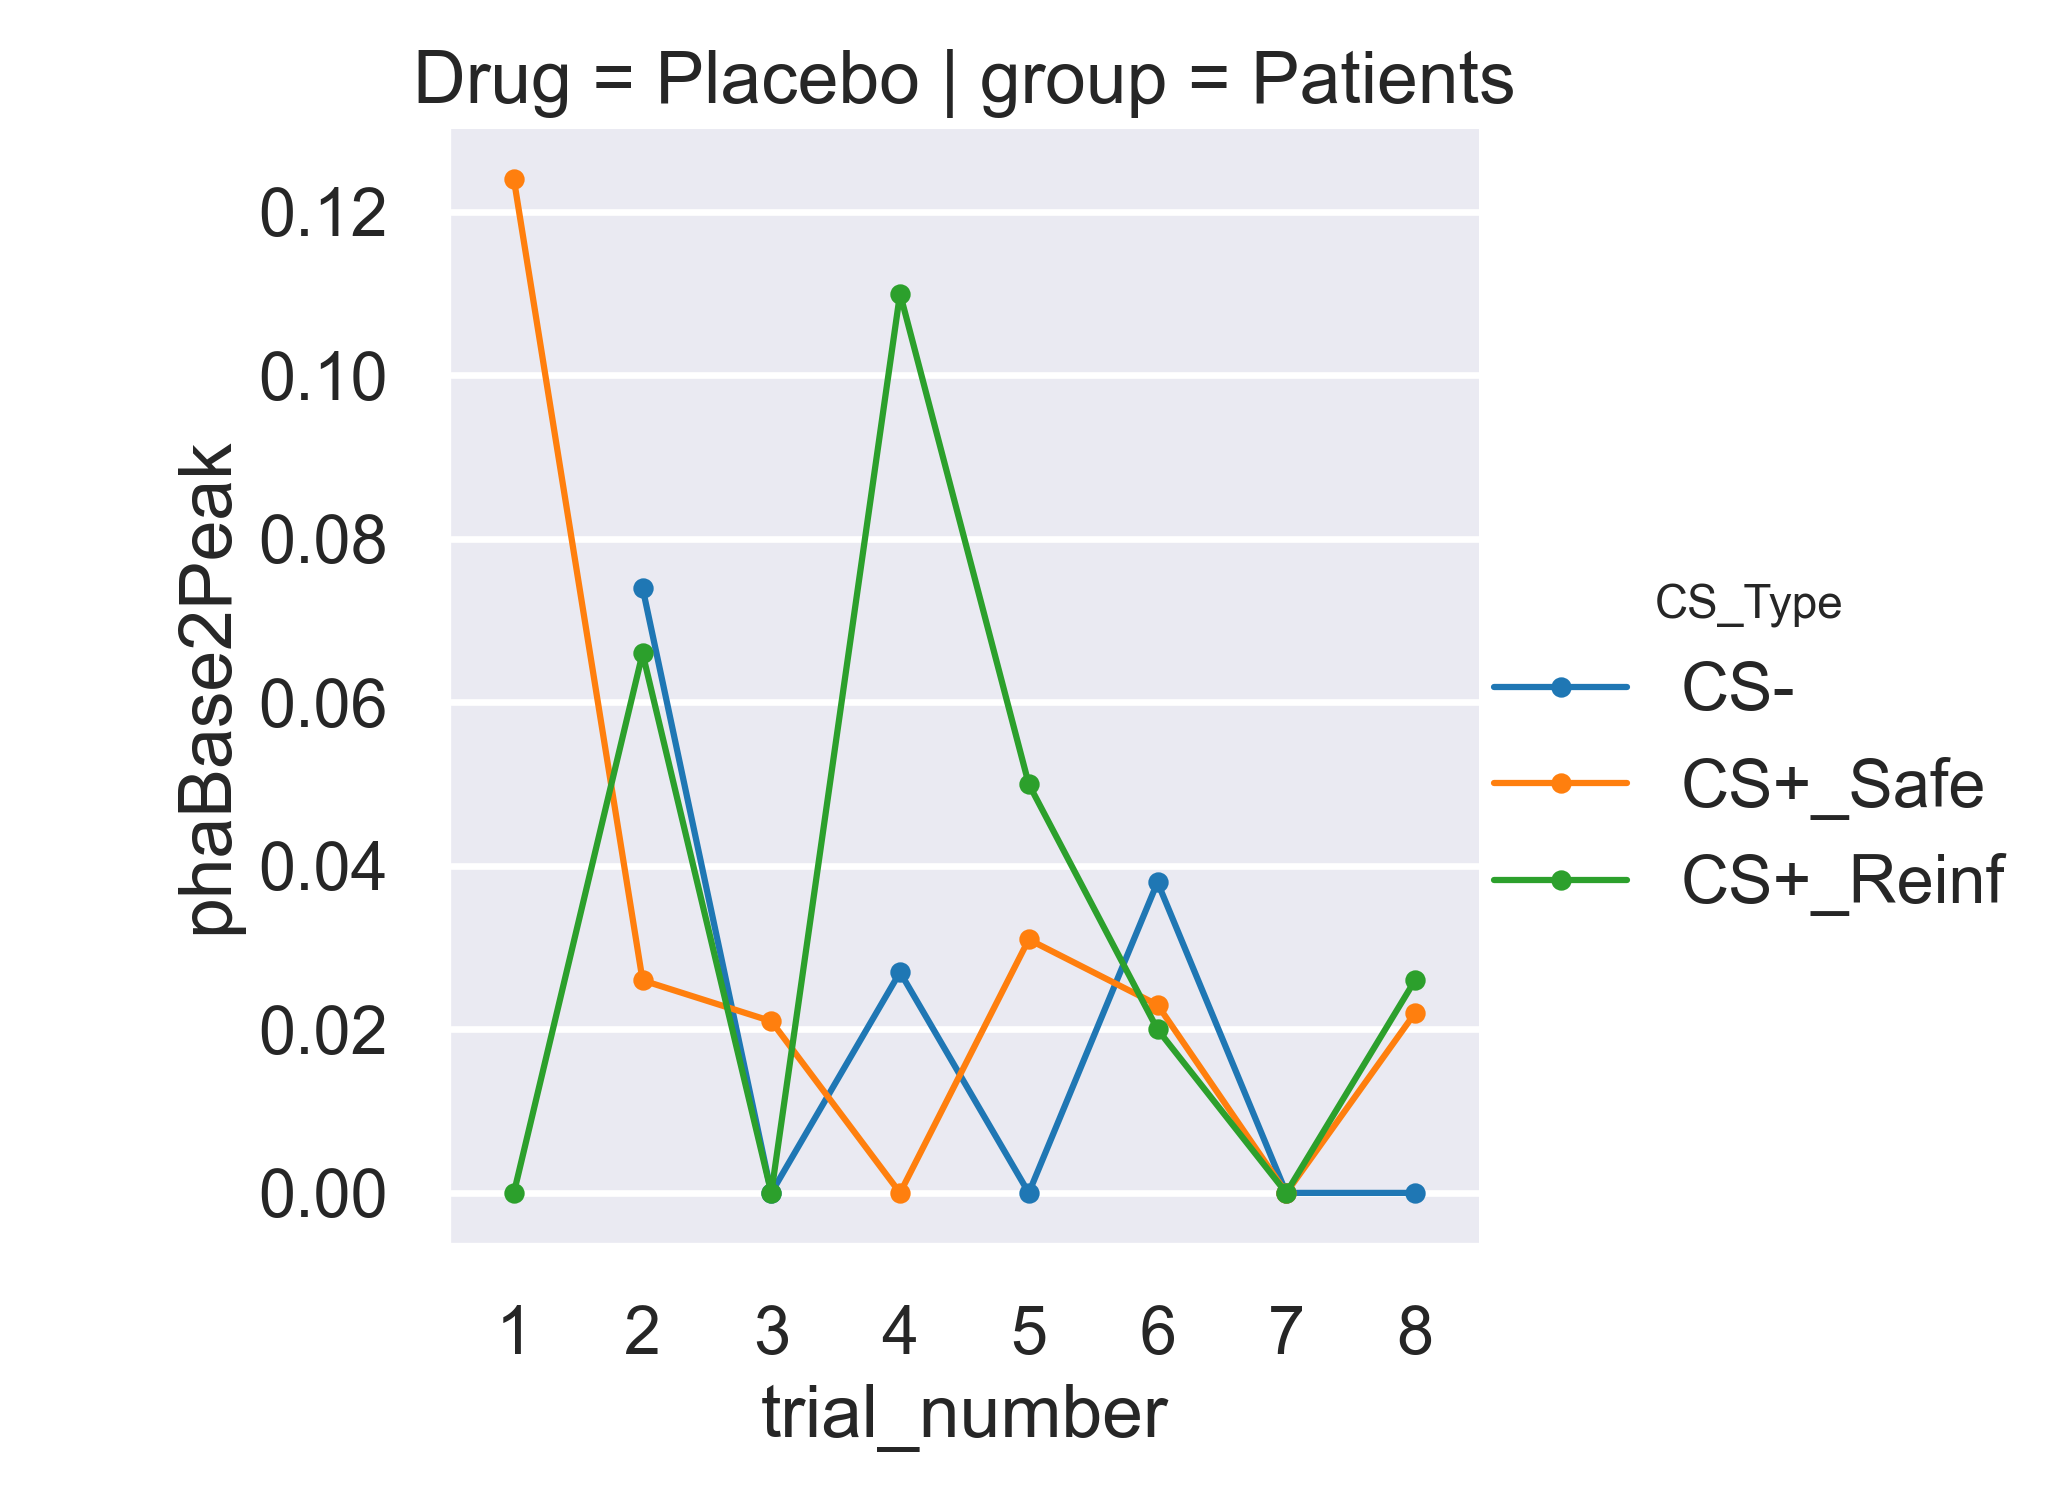 Drug = Placebo | group = Patients
0.12
0.10
0.08
0.06
0.04
0.02
0.00
phaBase2Peak
1 2 3 4 5 6 7 8
trial_number
CS_Type
CS-
CS+_Safe
CS+_Reinf